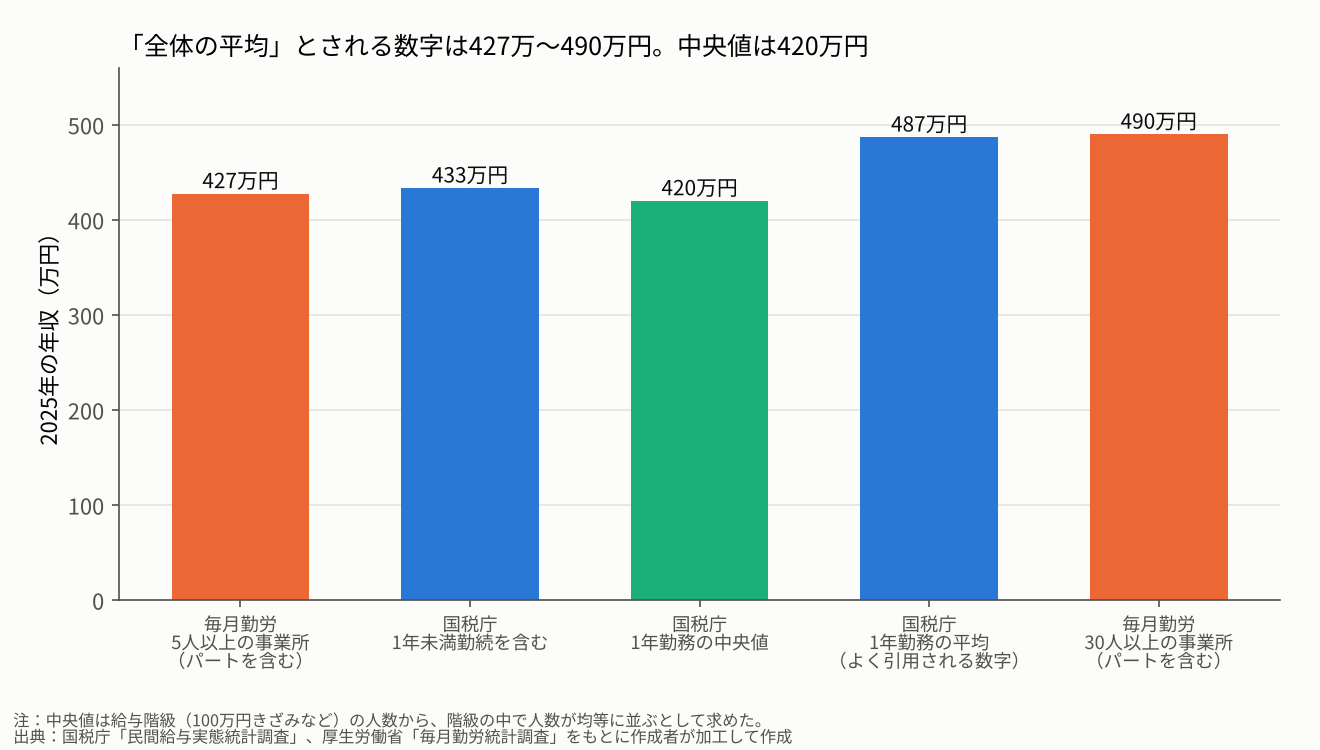 「全体の平均」とされる数字は427万～490万円。中央値は420万円
2025年の年収（万円）
500
400
300
200
100
0
427万円
433万円
420万円
487万円
490万円
毎月勤労
5人以上の事業所
（パートを含む）
国税庁
1年未満勤続を含む
国税庁
1年勤務の中央値
国税庁
1年勤務の平均
（よく引用される数字）
毎月勤労
30人以上の事業所
（パートを含む）
注：中央値は給与階級（100万円きざみなど）の人数から、階級の中で人数が均等に並ぶとして求めた。
出典：国税庁「民間給与実態統計調査」、厚生労働省「毎月勤労統計調査」をもとに作成者が加工して作成